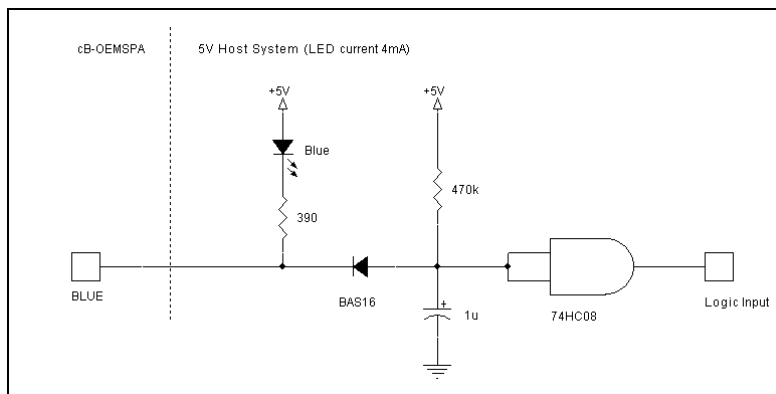 cB-OEMSPA
5V Host System (LED current 4mA)
+5V
+5V
Blue
470k
390
BLUE
BAS16
+
1u
74HC08
Logic Input